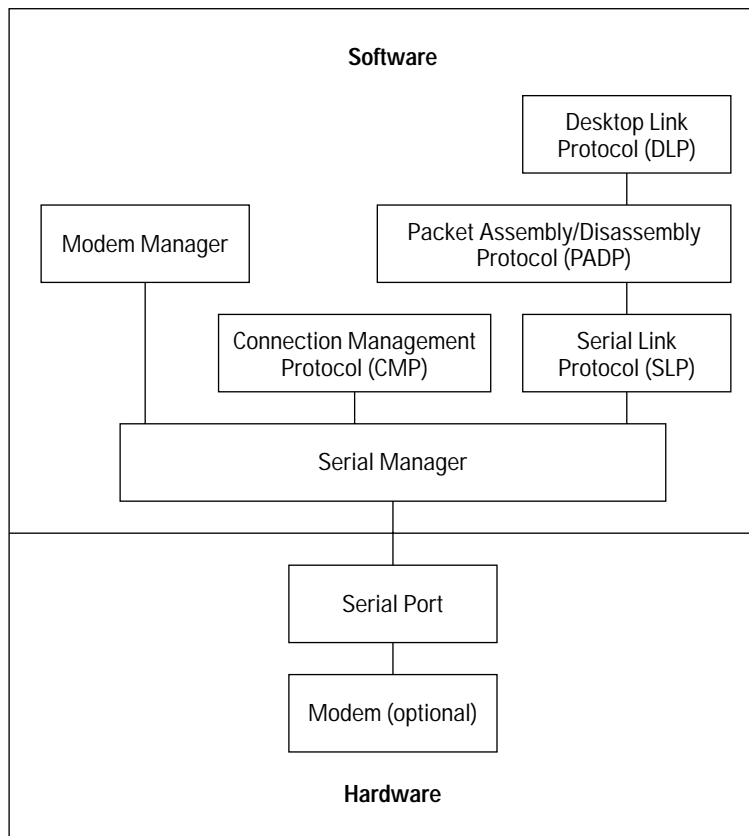 Software
Desktop Link
Protocol (DLP)
Modem Manager
Packet Assembly/Disassembly
Protocol (PADP)
Connection Management
Protocol (CMP)
Serial Link
Protocol (SLP)
Serial Manager
Serial Port
Modem (optional)
Hardware